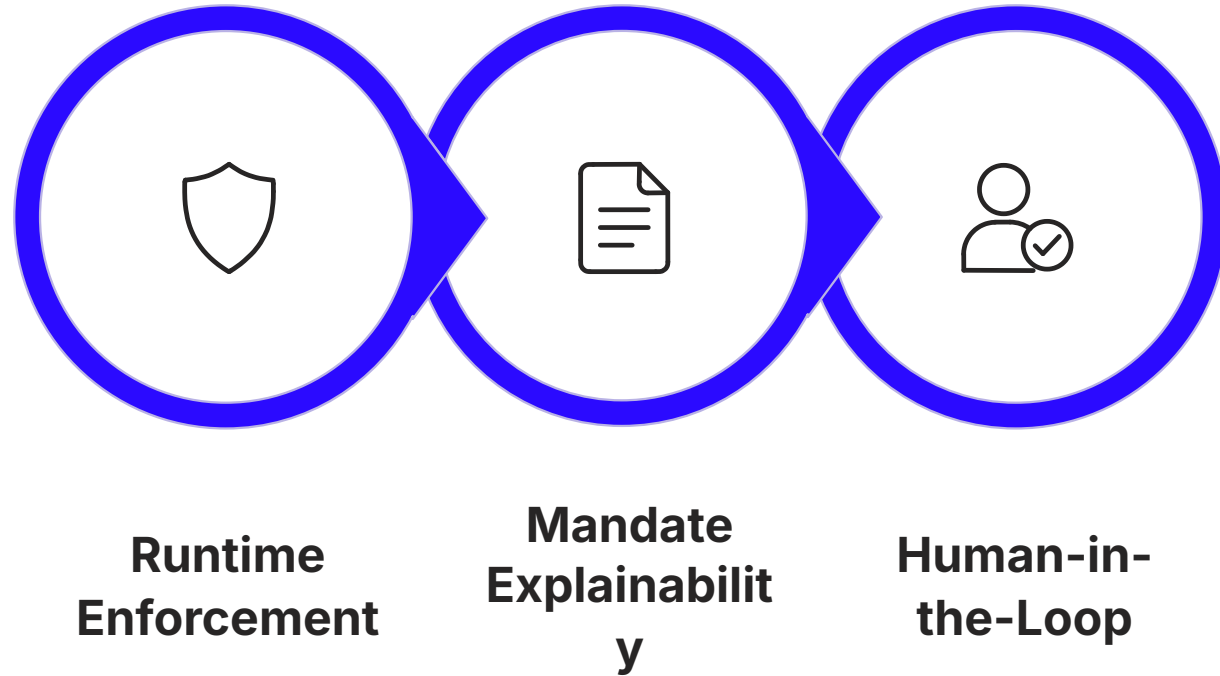 Runtime
Enforcement
Mandate
Explainabilit
y
Human-in-
the-Loop